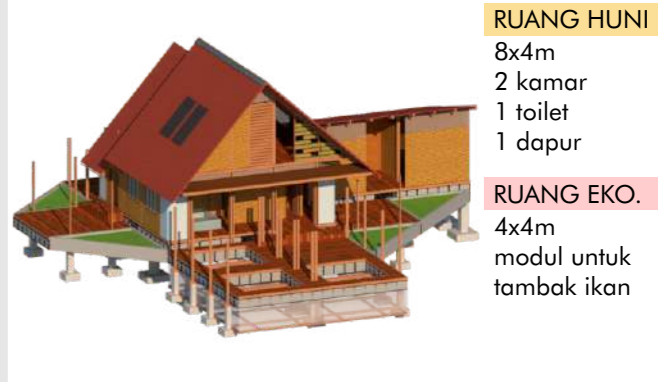 RUANG HUNI
8x4m
2 kamar
1 toilet
1 dapur
RUANG EKO.
4x4m
modul untuk
tambak ikan